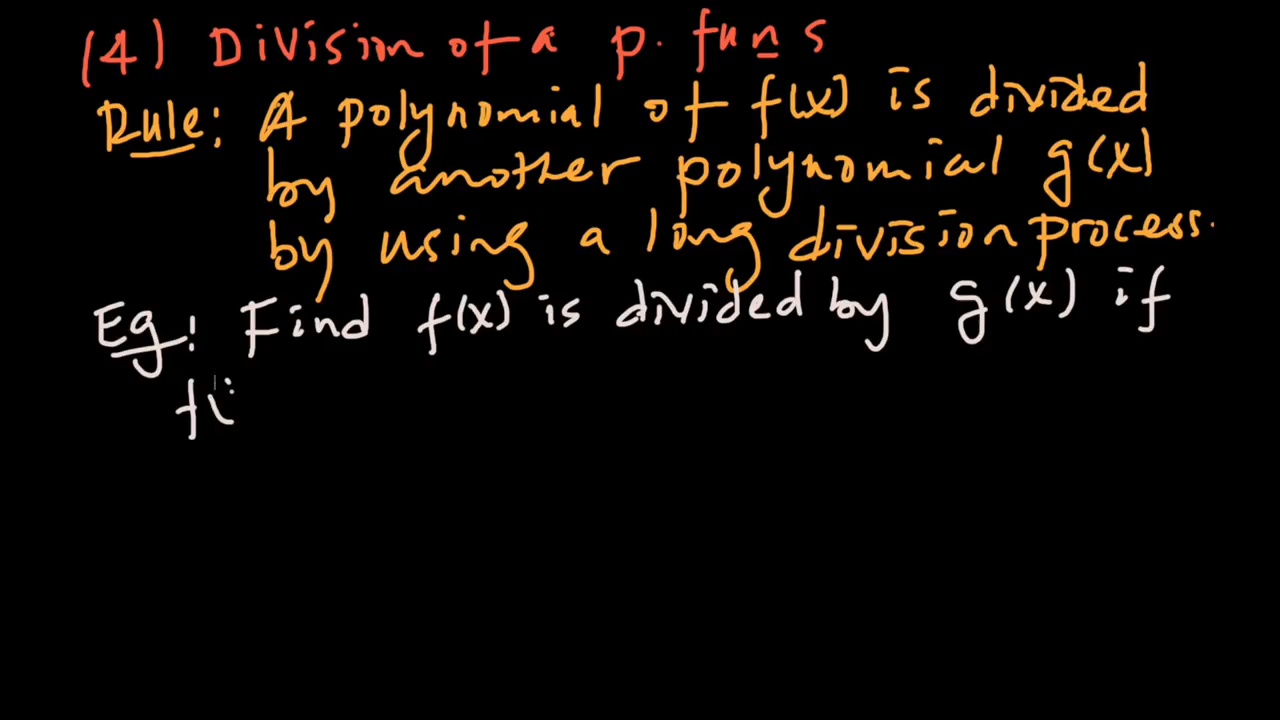 (4) Division of a p. funs
Rule: A polynomial of f(x) is divided
by another polynomial g(x)
by using a long division process.
Eg: Find f(x) is divided by g(x) if
f(